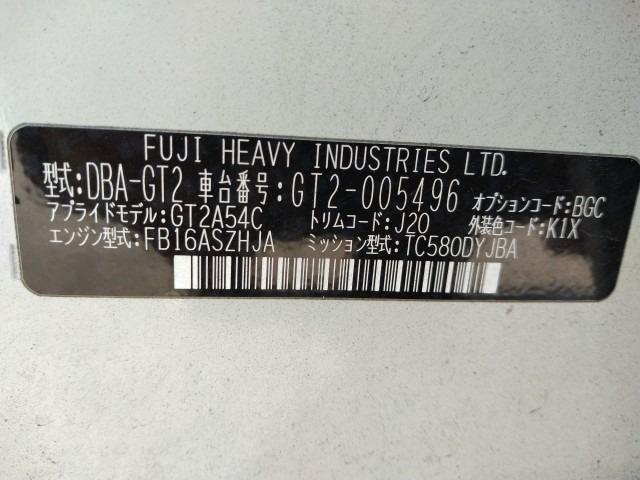 FUJI HEAVY INDUSTRIES LTD.
型式:DBA-GT2 車台番号:GT2-005496 オプションコード:BGC
アプライドモデル:GT2A54C トリムコード:J20 外装色コード:K1X
エンジン型式:FB16ASZHJA ミッション型式:TC580DYJBA